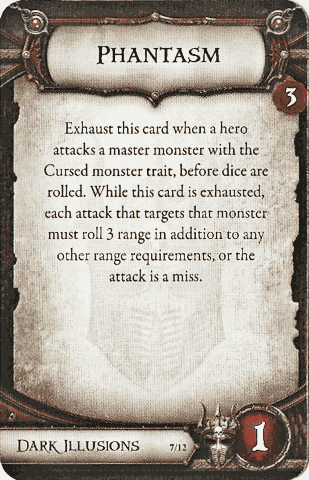 Phantasm
3
Exhaust this card when a hero
attacks a master monster with the
Cursed monster trait, before dice are
rolled. While this card is exhausted,
each attack that targets that monster
must roll 3 range in addition to any
other range requirements, or the
attack is a miss.
Dark Illusions
7/12
1